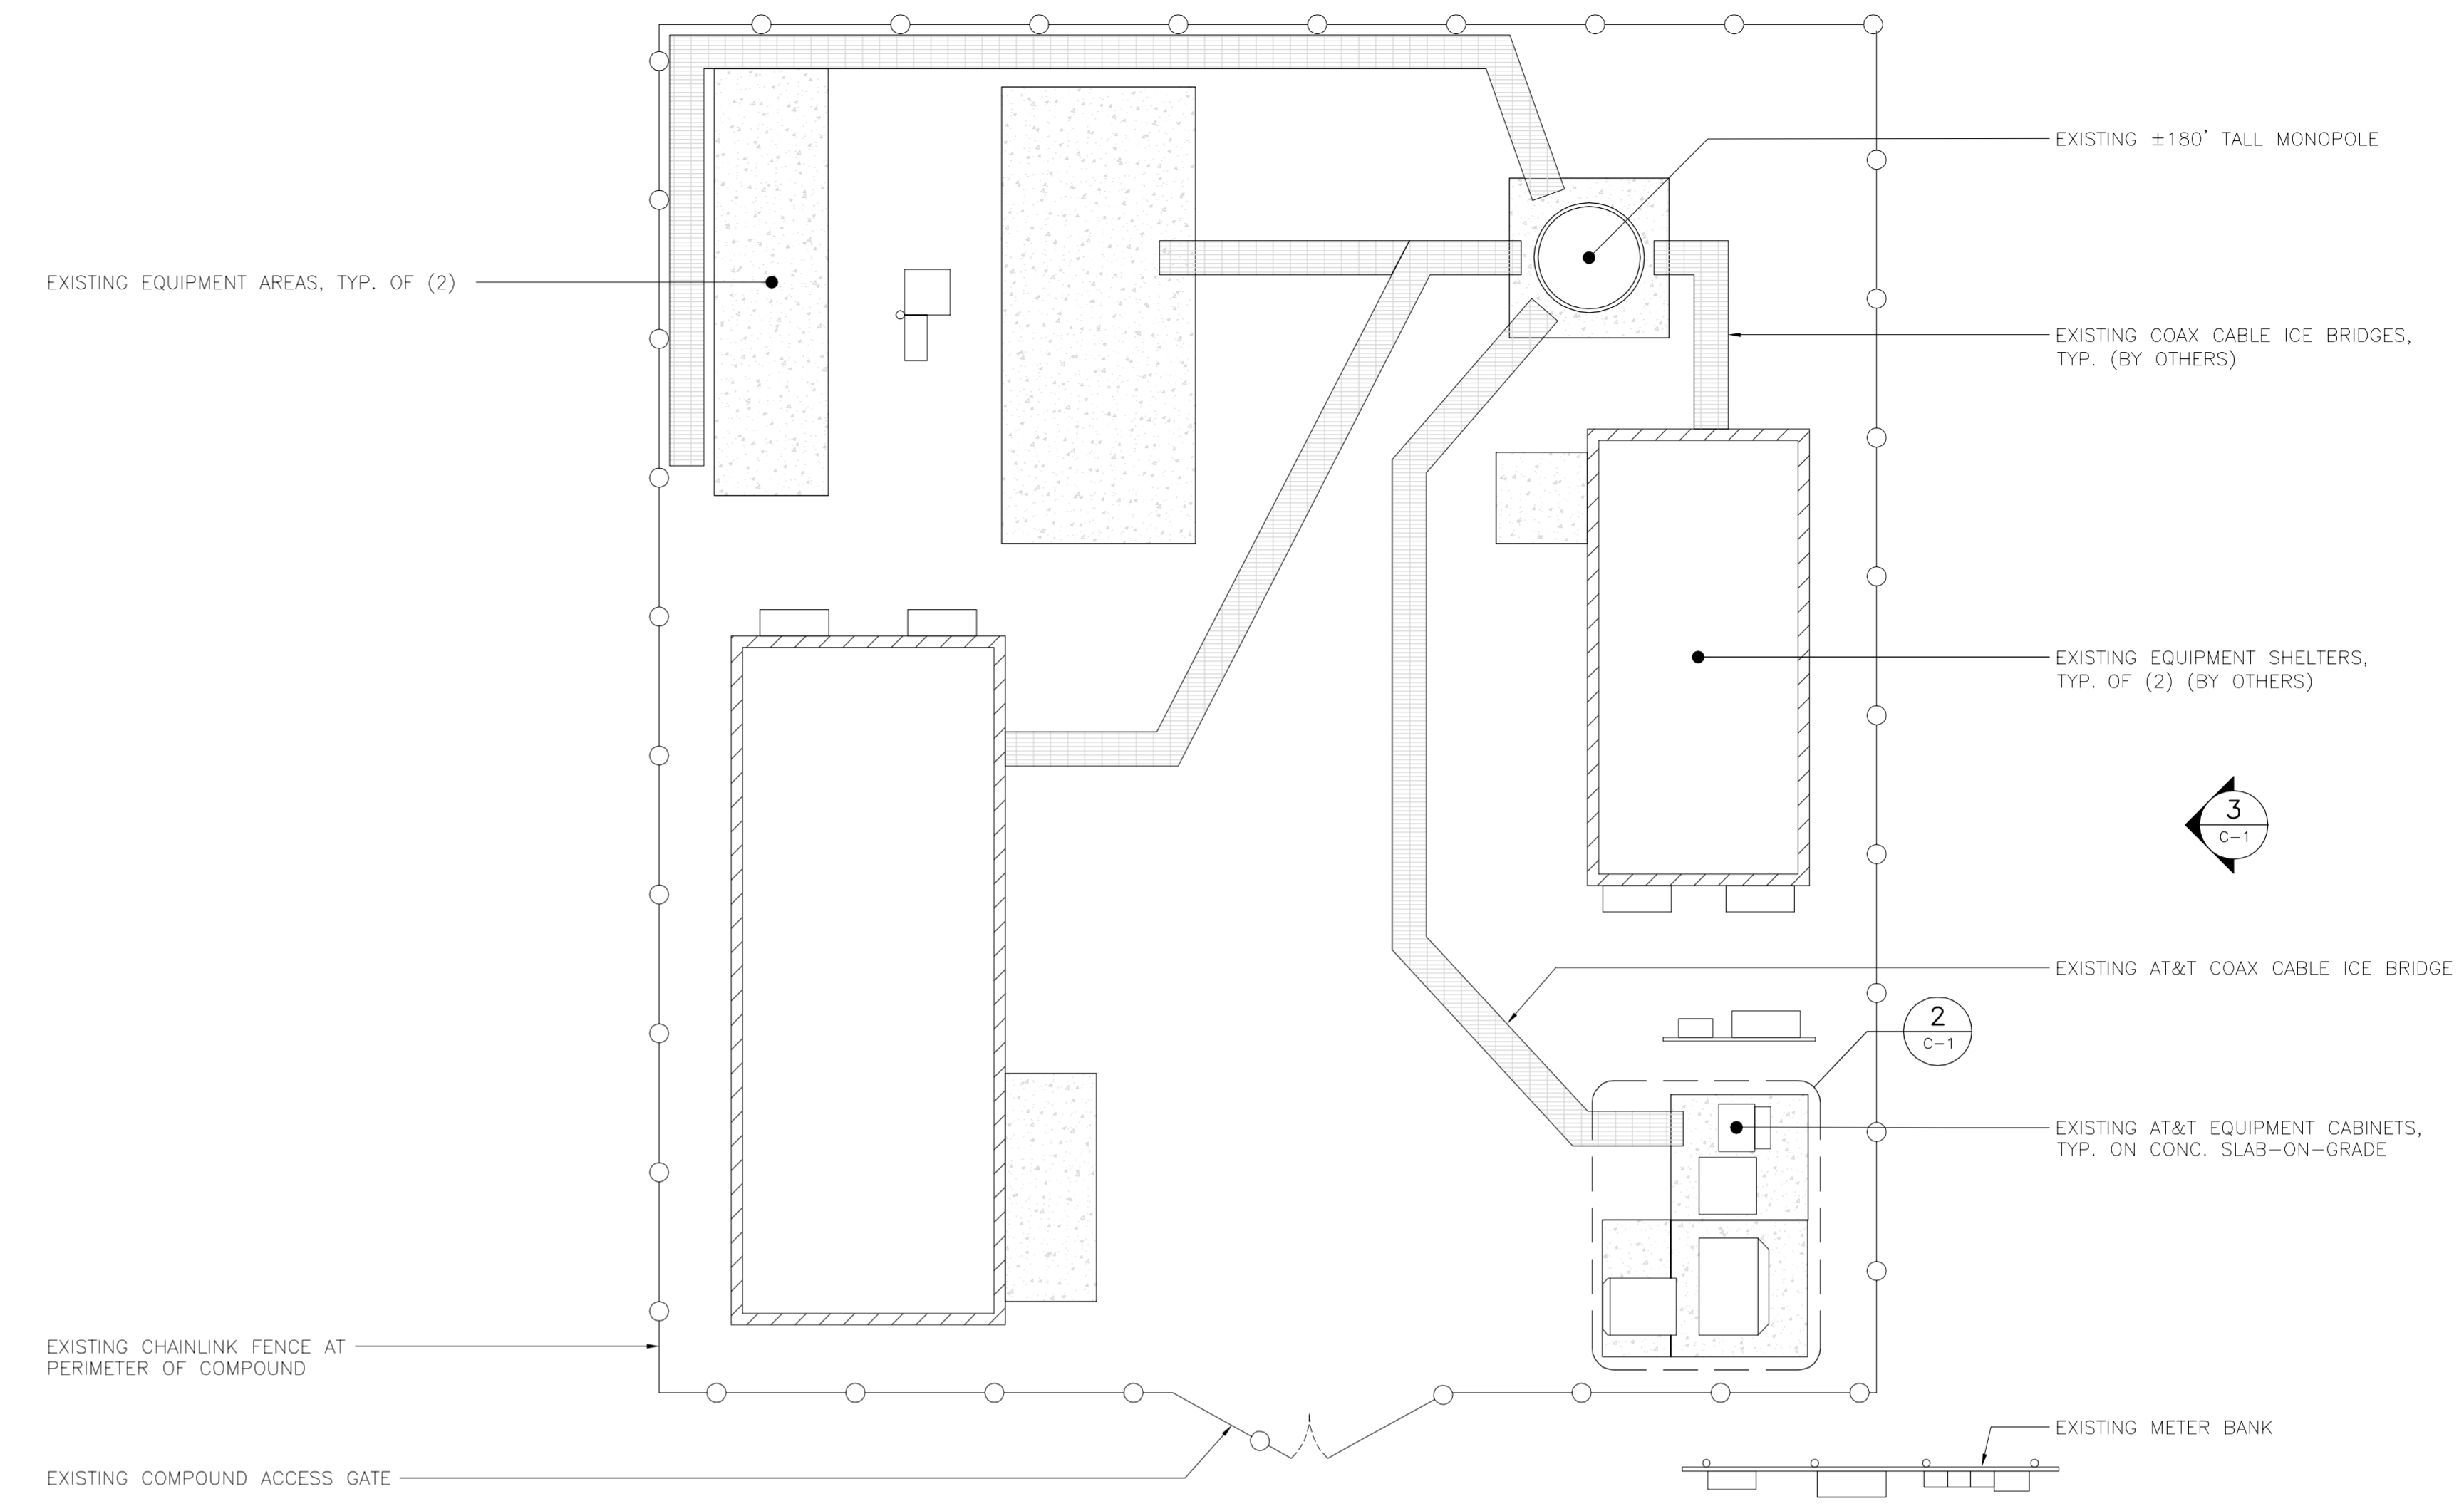 EXISTING ±180' TALL MONOPOLE
EXISTING EQUIPMENT AREAS, TYP. OF (2)
EXISTING COAX CABLE ICE BRIDGES,
TYP. (BY OTHERS)
EXISTING EQUIPMENT SHELTERS,
TYP. OF (2) (BY OTHERS)
3
C-1
EXISTING AT&T COAX CABLE ICE BRIDGE
2
C-1
EXISTING AT&T EQUIPMENT CABINETS,
TYP. ON CONC. SLAB-ON-GRADE
EXISTING CHAINLINK FENCE AT
PERIMETER OF COMPOUND
EXISTING METER BANK
EXISTING COMPOUND ACCESS GATE